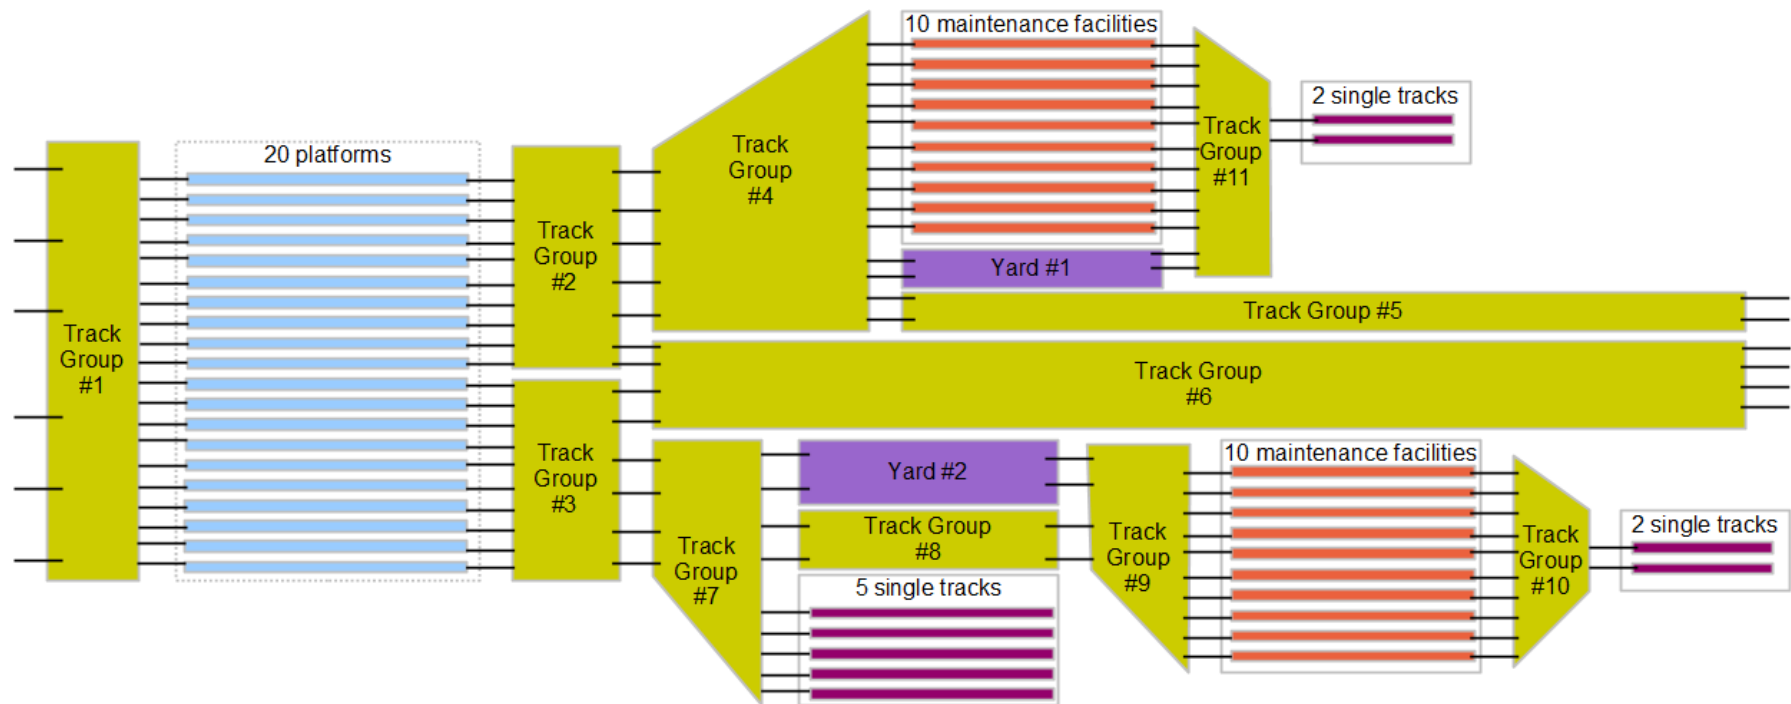 10 maintenance facilities
2 single tracks
20 platforms
Track
Group
#4
Track
Group
#11
Track
Group
#2
Yard #1
Track Group #5
Track
Group
#1
Track Group
#6
Track
Group
#3
Yard #2
10 maintenance facilities
Track Group
#8
Track
Group
#7
Track
Group
#9
Track
Group
#10
2 single tracks
5 single tracks